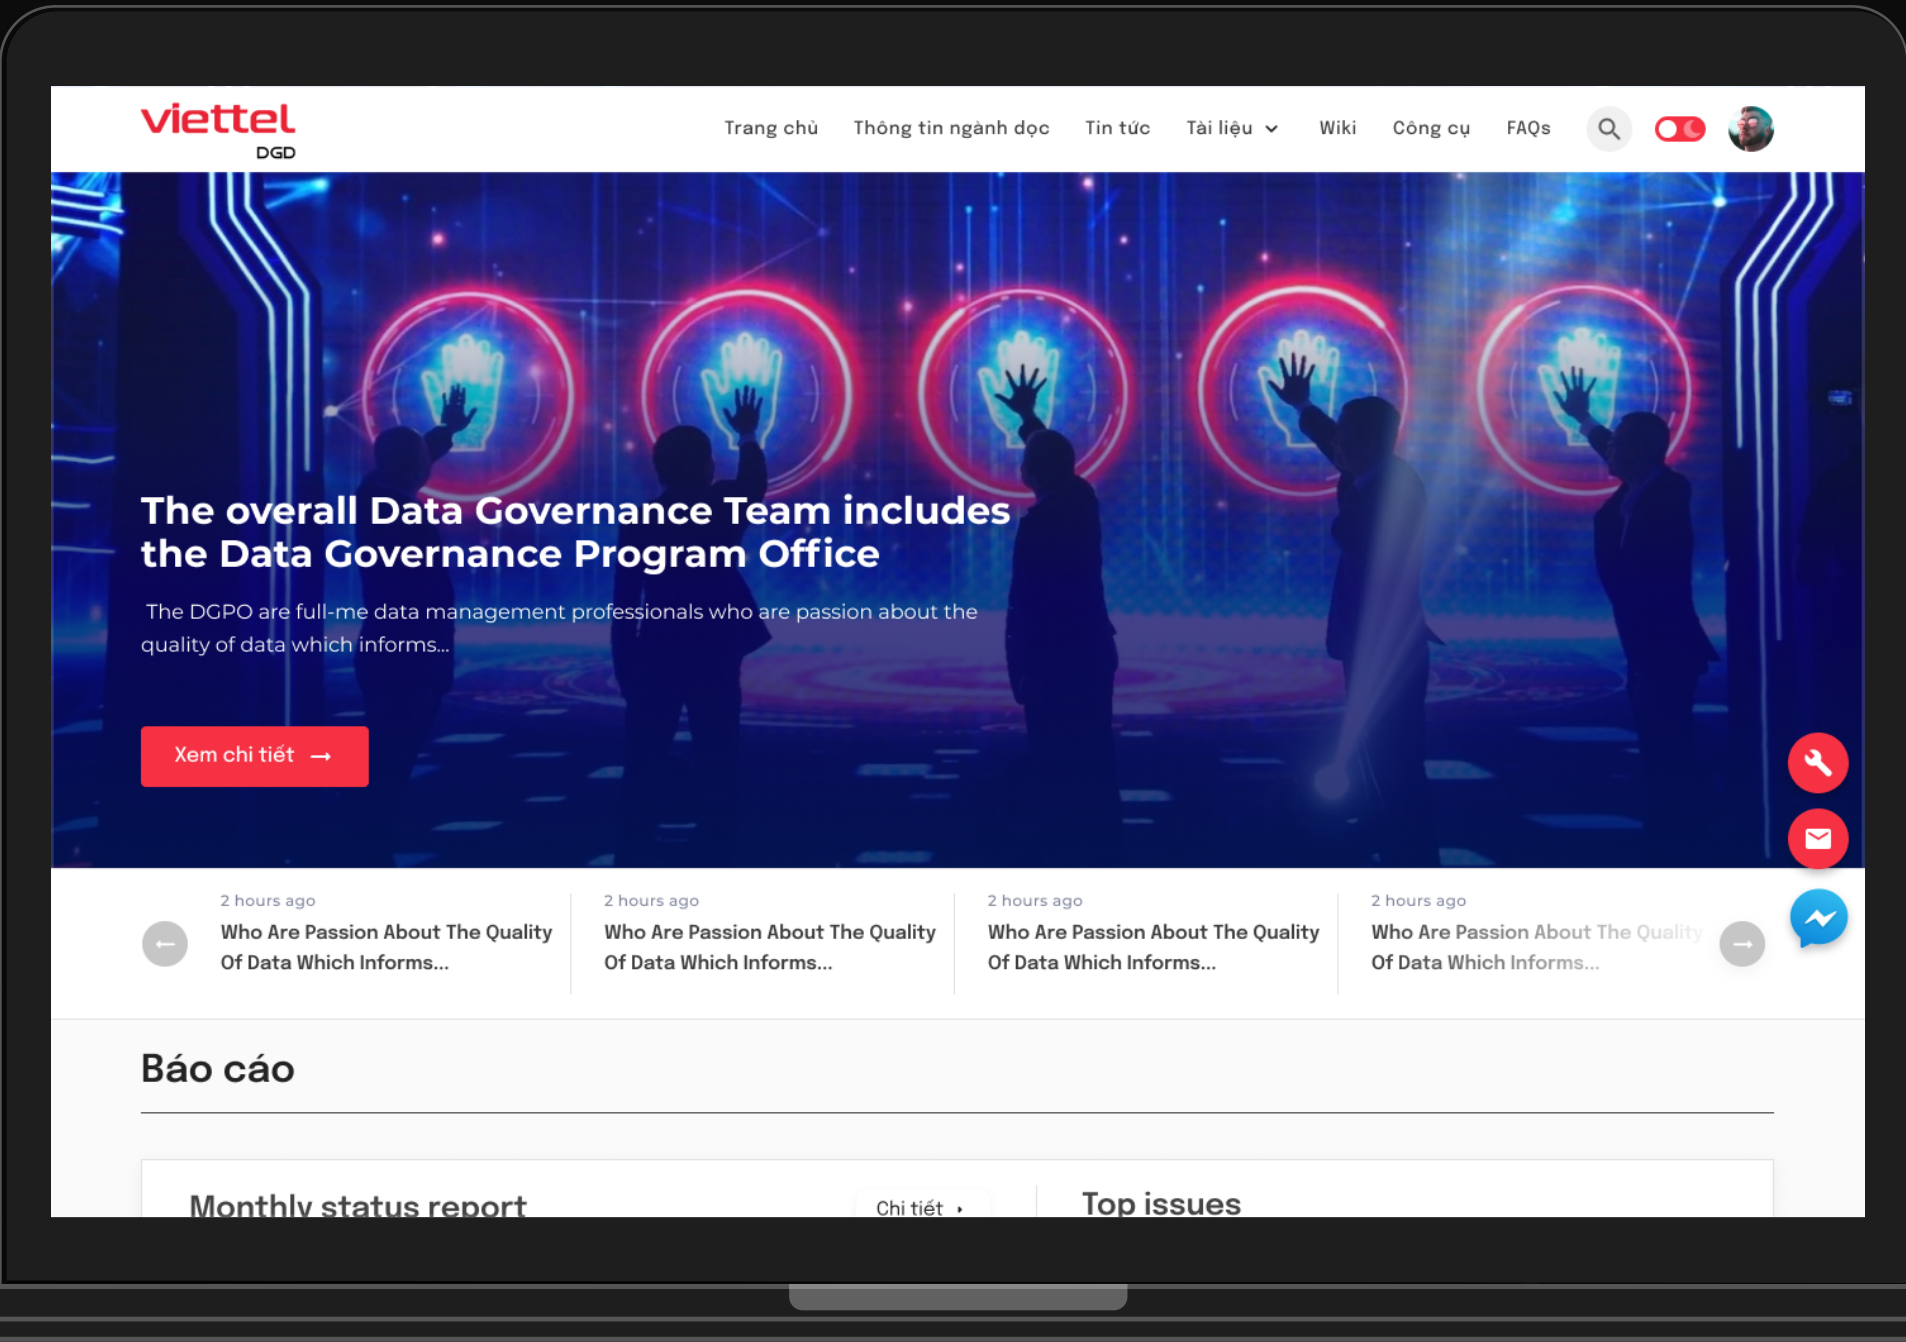 viettel
DGD
Trang chủ Thông tin ngành dọc Tin tức Tài liệu Wiki Công cụ FAQs
The overall Data Governance Team includes
the Data Governance Program Office
The DGPO are full-me data management professionals who are passion about the
quality of data which informs...
Xem chi tiết →
2 hours ago
Who Are Passion About The Quality
Of Data Which Informs...
2 hours ago
Who Are Passion About The Quality
Of Data Which Informs...
2 hours ago
Who Are Passion About The Quality
Of Data Which Informs...
2 hours ago
Who Are Passion About The Quality
Of Data Which Informs...
Báo cáo
Monthly status report
Chi tiết
Top issues